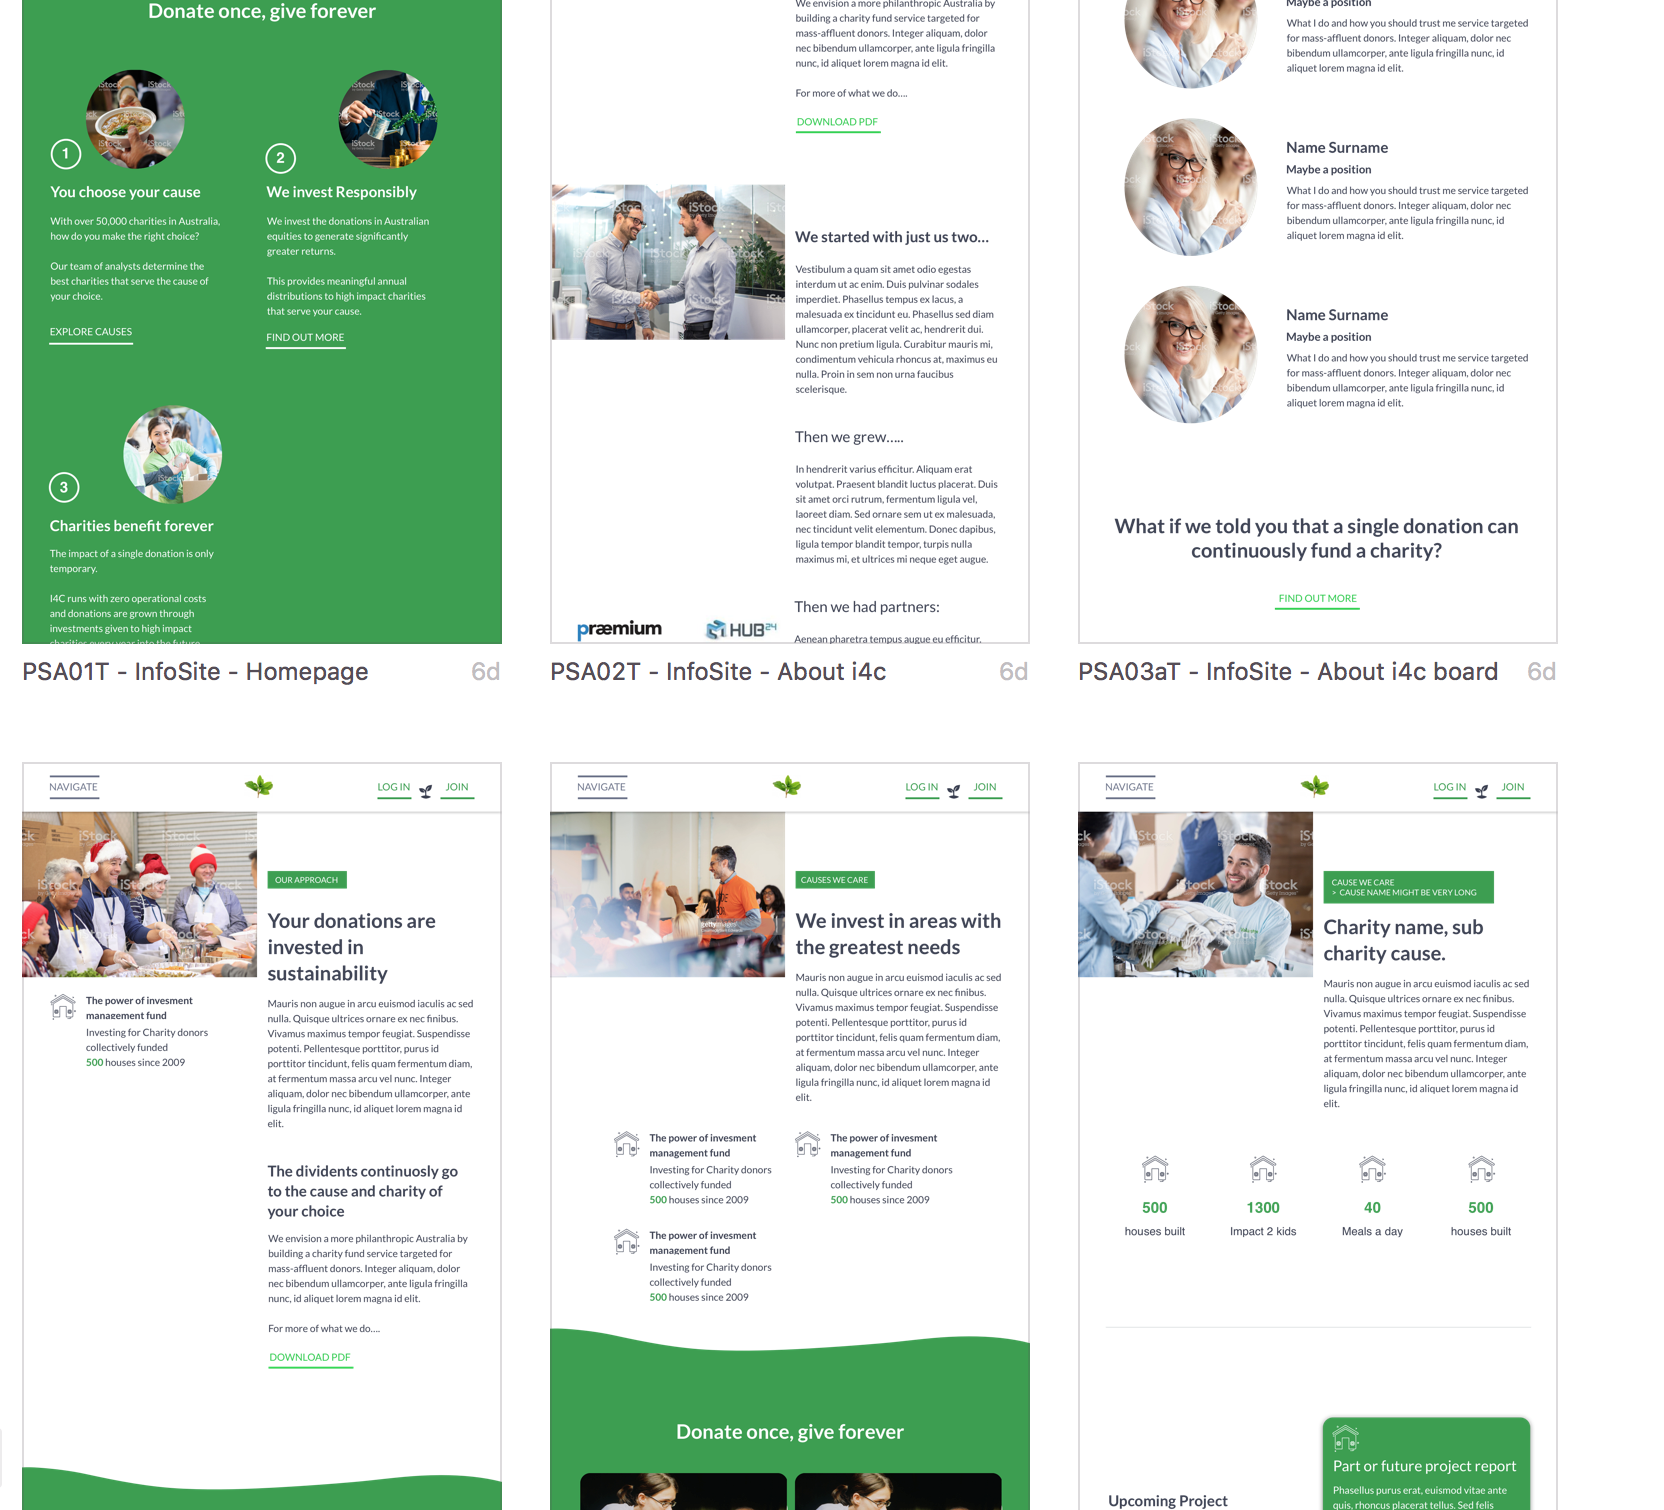 Donate once, give forever
1
You choose your cause
With over 50,000 charities in Australia,
how do you make the right choice?
Our team of analysts determine the
best charities that serve the cause of
your choice.
EXPLORE CAUSES
2
We invest Responsibly
We invest the donations in Australian
equities to generate significantly
greater returns.
This provides meaningful annual
distributions to high impact charities
that serve your cause.
FIND OUT MORE
3
Charities benefit forever
The impact of a single donation is only
temporary.
I4C runs with zero operational costs
and donations are grown through
investments given to high impact
charities every year into the future
PSA01T - InfoSite - Homepage
6d
We envision a more philanthropic Australia by
building a charity fund service targeted for
mass-affluent donors. Integer aliquam, dolor
nec bibendum ullamcorper, ante ligula fringilla
nunc, id aliquet lorem magna id elit.
For more of what we do....
DOWNLOAD PDF
iStock
We started with just us two...
Vestibulum a quam sit amet odio egestas
interdum ut ac enim. Duis pulvinar sodales
imperdiet. Phasellus tempus ex lacus, a
malesuada ex tincidunt eu. Phasellus sed diam
ullamcorper, placerat velit ac, hendrerit dui.
Nunc non pretium ligula. Curabitur mauris mi,
condimentum vehicula rhoncus at, maximus eu
nulla. Proin in sem non urna faucibus
scelerisque.
Then we grew.....
In hendrerit varius efficitur. Aliquam erat
volutpat. Praesent blandit luctus placerat. Duis
sit amet orci rutrum, fermentum ligula vel,
laoreet diam. Sed ornare sem ut ex malesuada,
nec tincidunt velit elementum. Donec dapibus,
ligula tempor blandit tempor, turpis nulla
maximus mi, et ultrices mi neque eget augue.
Then we had partners:
Aenean pharetra tempus augue eu efficitur.
præmium
HUB24
PSA02T - InfoSite - About i4c
6d
Maybe a position
What I do and how you should trust me service targeted
for mass-affluent donors. Integer aliquam, dolor nec
bibendum ullamcorper, ante ligula fringilla nunc, id
aliquet lorem magna id elit.
Name Surname
Maybe a position
What I do and how you should trust me service targeted
for mass-affluent donors. Integer aliquam, dolor nec
bibendum ullamcorper, ante ligula fringilla nunc, id
aliquet lorem magna id elit.
Name Surname
Maybe a position
What I do and how you should trust me service targeted
for mass-affluent donors. Integer aliquam, dolor nec
bibendum ullamcorper, ante ligula fringilla nunc, id
aliquet lorem magna id elit.
What if we told you that a single donation can
continuously fund a charity?
FIND OUT MORE
PSA03aT - InfoSite - About i4c board
6d
NAVIGATE
LOG IN
JOIN
iStock
OUR APPROACH
Your donations are
invested in
sustainability
Mauris non augue in arcu euismod iaculis ac sed
nulla. Quisque ultrices ornare ex nec finibus.
Vivamus maximus tempor feugiat. Suspendisse
potenti. Pellentesque porttitor, purus id
porttitor tincidunt, felis quam fermentum diam,
at fermentum massa arcu vel nunc. Integer
aliquam, dolor nec bibendum ullamcorper, ante
ligula fringilla nunc, id aliquet lorem magna id
elit.
The power of invesment
management fund
Investing for Charity donors
collectively funded
500 houses since 2009
The dividents continuosly go
to the cause and charity of
your choice
We envision a more philanthropic Australia by
building a charity fund service targeted for
mass-affluent donors. Integer aliquam, dolor
nec bibendum ullamcorper, ante ligula fringilla
nunc, id aliquet lorem magna id elit.
For more of what we do....
DOWNLOAD PDF
NAVIGATE
LOG IN
JOIN
gettyimages
CAUSES WE CARE
We invest in areas with
the greatest needs
Mauris non augue in arcu euismod iaculis ac sed
nulla. Quisque ultrices ornare ex nec finibus.
Vivamus maximus tempor feugiat. Suspendisse
potenti. Pellentesque porttitor, purus id
porttitor tincidunt, felis quam fermentum diam,
at fermentum massa arcu vel nunc. Integer
aliquam, dolor nec bibendum ullamcorper, ante
ligula fringilla nunc, id aliquet lorem magna id
elit.
The power of invesment
management fund
Investing for Charity donors
collectively funded
500 houses since 2009
The power of invesment
management fund
Investing for Charity donors
collectively funded
500 houses since 2009
The power of invesment
management fund
Investing for Charity donors
collectively funded
500 houses since 2009
Donate once, give forever
NAVIGATE
LOG IN
JOIN
iStock
CAUSE WE CARE
> CAUSE NAME MIGHT BE VERY LONG
Charity name, sub
charity cause.
Mauris non augue in arcu euismod iaculis ac sed
nulla. Quisque ultrices ornare ex nec finibus.
Vivamus maximus tempor feugiat. Suspendisse
potenti. Pellentesque porttitor, purus id
porttitor tincidunt, felis quam fermentum diam,
at fermentum massa arcu vel nunc. Integer
aliquam, dolor nec bibendum ullamcorper, ante
ligula fringilla nunc, id aliquet lorem magna id
elit.
500
houses built
1300
Impact 2 kids
40
Meals a day
500
houses built
Upcoming Project
Part or future project report
Phasellus purus erat, euismod vitae ante
quis, rhoncus placerat tellus. Sed felis